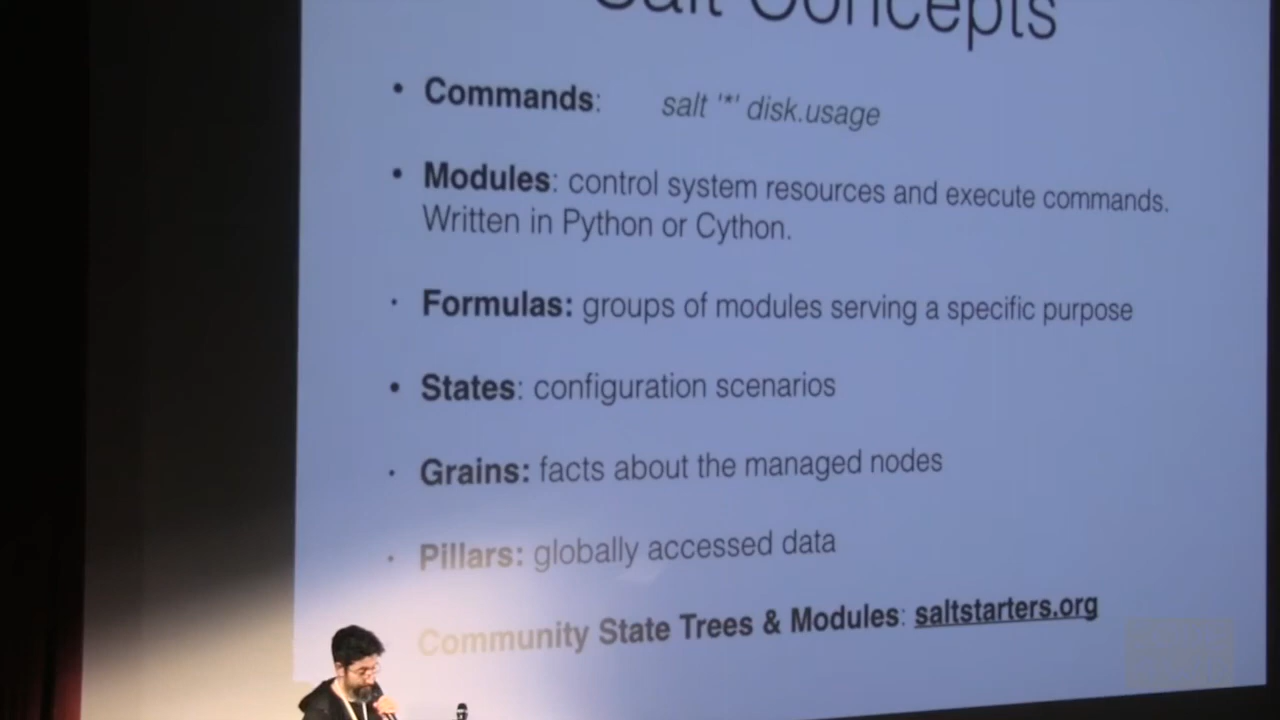 Salt Concepts
• Commands: salt '*' disk.usage
• Modules: control system resources and execute commands.
Written in Python or Cython.
• Formulas: groups of modules serving a specific purpose
• States: configuration scenarios
• Grains: facts about the managed nodes
• Pillars: globally accessed data
Community State Trees & Modules: saltstarters.org